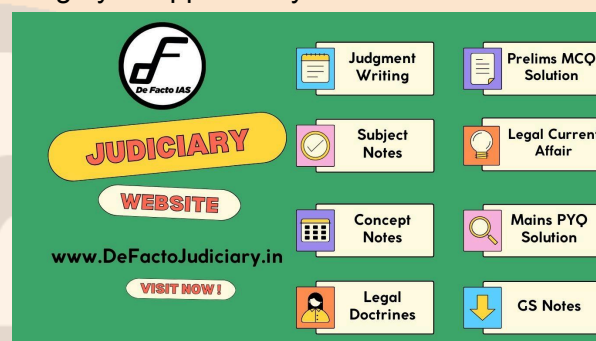 De Facto IAS
JUDICIARY
WEBSITE
www.DeFactoJudiciary.in
VISIT NOW !
Judgment
Writing
Prelims MCQ
Solution
Subject
Notes
Legal Current
Affair
Concept
Notes
Mains PYQ
Solution
Legal
Doctrines
GS Notes